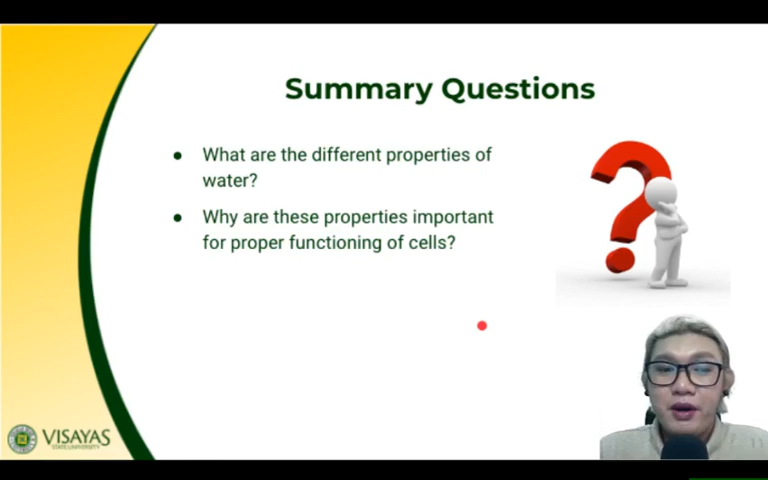 Summary Questions
● What are the different properties of
water?
● Why are these properties important
for proper functioning of cells?
VISAYAS
STATE UNIVERSITY